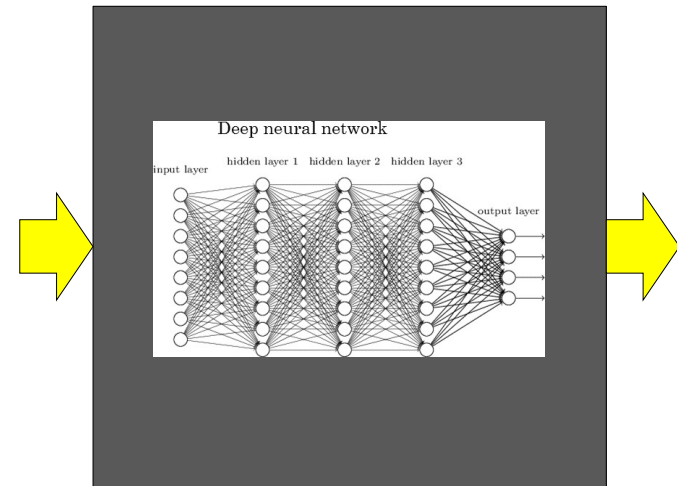 Deep neural network
hidden layer 1 hidden layer 2 hidden layer 3
input layer
output layer